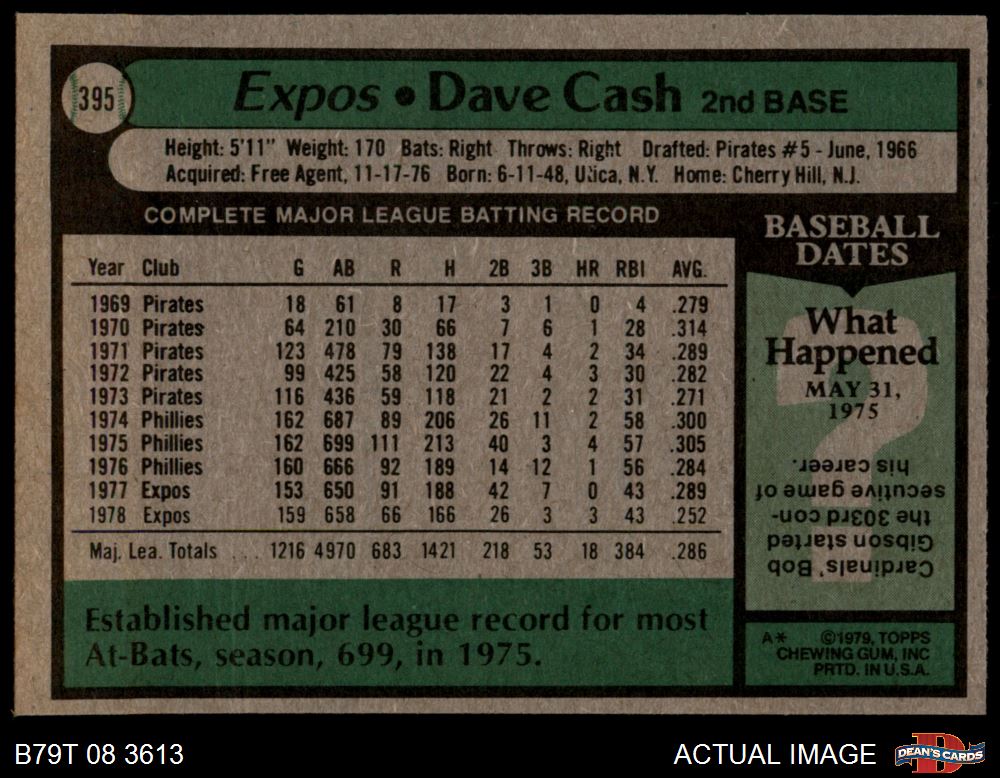 395
Expos • Dave Cash 2nd BASE
Height: 5'11" Weight: 170 Bats: Right Throws: Right Drafted: Pirates #5 - June, 1966
Acquired: Free Agent, 11-17-76 Born: 6-11-48, Utica, N.Y. Home: Cherry Hill, N.J.
COMPLETE MAJOR LEAGUE BATTING RECORD
Year Club G AB R H 2B 3B HR RBI AVG.
1969 Pirates 18 61 8 17 3 1 0 4 .279
1970 Pirates 64 210 30 66 7 6 1 28 .314
1971 Pirates 123 478 79 138 17 4 2 34 .289
1972 Pirates 99 425 58 120 22 4 3 30 .282
1973 Pirates 116 436 59 118 21 2 2 31 .271
1974 Phillies 162 687 89 206 26 11 2 58 .300
1975 Phillies 162 699 111 213 40 3 4 57 .305
1976 Phillies 160 666 92 189 14 12 1 56 .284
1977 Expos 153 650 91 188 42 7 0 43 .289
1978 Expos 159 658 66 166 26 3 3 43 .252
Maj. Lea. Totals ... 1216 4970 683 1421 218 53 18 384 .286
Established major league record for most
At-Bats, season, 699, in 1975.
BASEBALL
DATES
What
Happened
MAY 31,
1975
Cardinals' Bob
Gibson started
the 303rd con-
secutive game of
his career.
A* ©1979, TOPPS
CHEWING GUM, INC
PRTD. IN U.S.A.
B79T 08 3613
ACTUAL IMAGE
DEAN'S CARDS